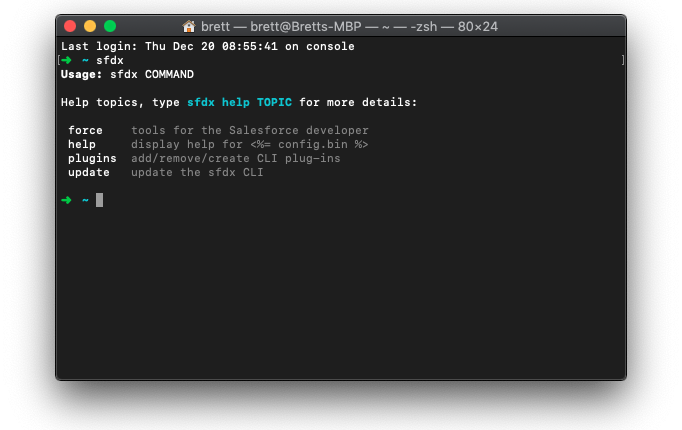 brett — brett@Bretts-MBP — ~ — -zsh — 80×24
Last login: Thu Dec 20 08:55:41 on console
[➜  ~ sfdx ]
Usage: sfdx COMMAND
Help topics, type sfdx help TOPIC for more details:
force tools for the Salesforce developer
help display help for <%= config.bin %>
plugins add/remove/create CLI plug-ins
update update the sfdx CLI
➜  ~